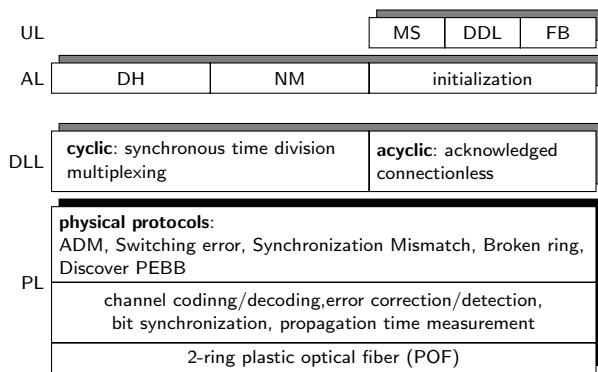 UL MS DDL FB
AL DH NM initialization
DLL cyclic: synchronous time division multiplexing
acyclic: acknowledged connectionless
PL
physical protocols:
ADM, Switching error, Synchronization Mismatch, Broken ring,
Discover PEBB
channel codinng/decoding,error correction/detection,
bit synchronization, propagation time measurement
2-ring plastic optical fiber (POF)